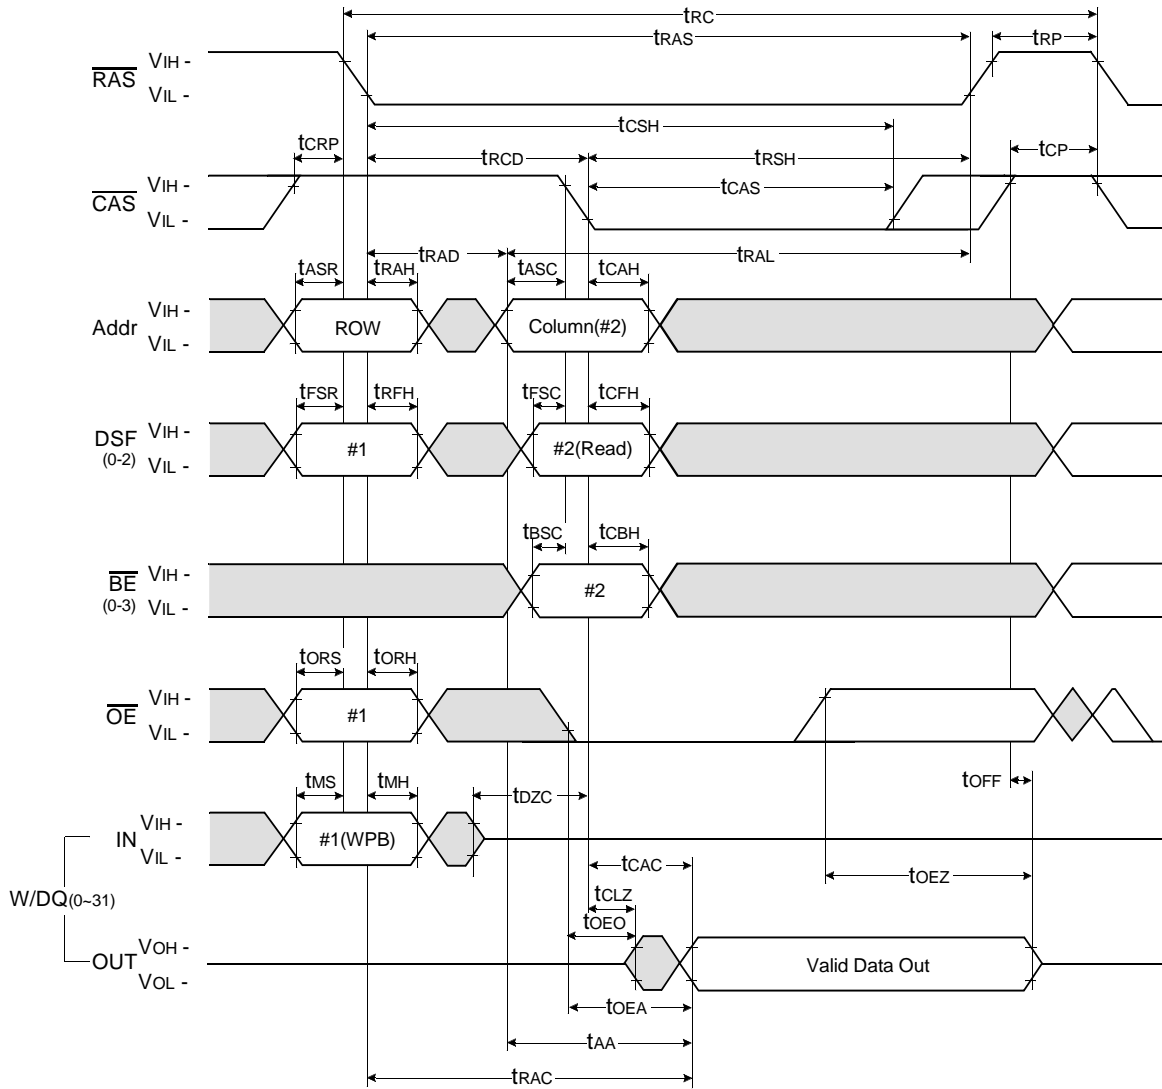 tRC
tRAS
tRP
RAS
VIH -
VIL -
tCSH
tCRP
tRCD
tRSH
tCP
tCAS
CAS
VIH -
VIL -
tRAD
tRAL
tASR
tRAH
tASC
tCAH
Addr
VIH -
VIL -
ROW
Column(#2)
tFSR
tRFH
tFSC
tCFH
DSF
(0-2)
VIH -
VIL -
#1
#2(Read)
tBSC
tCBH
BE
(0-3)
VIH -
VIL -
#2
tORS
tORH
OE
VIH -
VIL -
#1
tMS
tMH
tDZC
tOFF
IN
VIH -
VIL -
#1(WPB)
tCAC
tOEZ
W/DQ(0~31)
tCLZ
tOEO
OUT
VOH -
VOL -
Valid Data Out
tOEA
tAA
tRAC